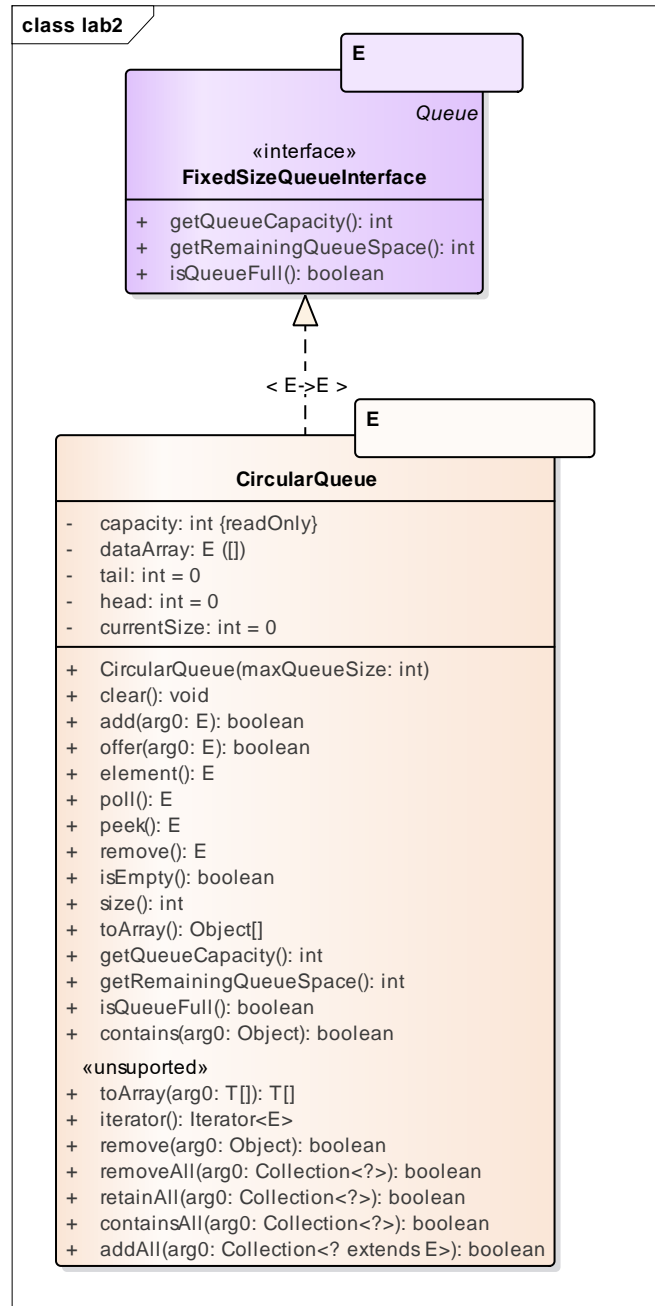 class lab2
E
Queue
«interface»
FixedSizeQueueInterface
+ getQueueCapacity(): int
+ getRemainingQueueSpace(): int
+ isQueueFull(): boolean
< E->E >
E
CircularQueue
- capacity: int {readOnly}
- dataArray: E ([])
- tail: int = 0
- head: int = 0
- currentSize: int = 0
+ CircularQueue(maxQueueSize: int)
+ clear(): void
+ add(arg0: E): boolean
+ offer(arg0: E): boolean
+ element(): E
+ poll(): E
+ peek(): E
+ remove(): E
+ isEmpty(): boolean
+ size(): int
+ toArray(): Object[]
+ getQueueCapacity(): int
+ getRemainingQueueSpace(): int
+ isQueueFull(): boolean
+ contains(arg0: Object): boolean
«unsuported»
+ toArray(arg0: T[]): T[]
+ iterator(): Iterator<E>
+ remove(arg0: Object): boolean
+ removeAll(arg0: Collection<?>): boolean
+ retainAll(arg0: Collection<?>): boolean
+ containsAll(arg0: Collection<?>): boolean
+ addAll(arg0: Collection<? extends E>): boolean